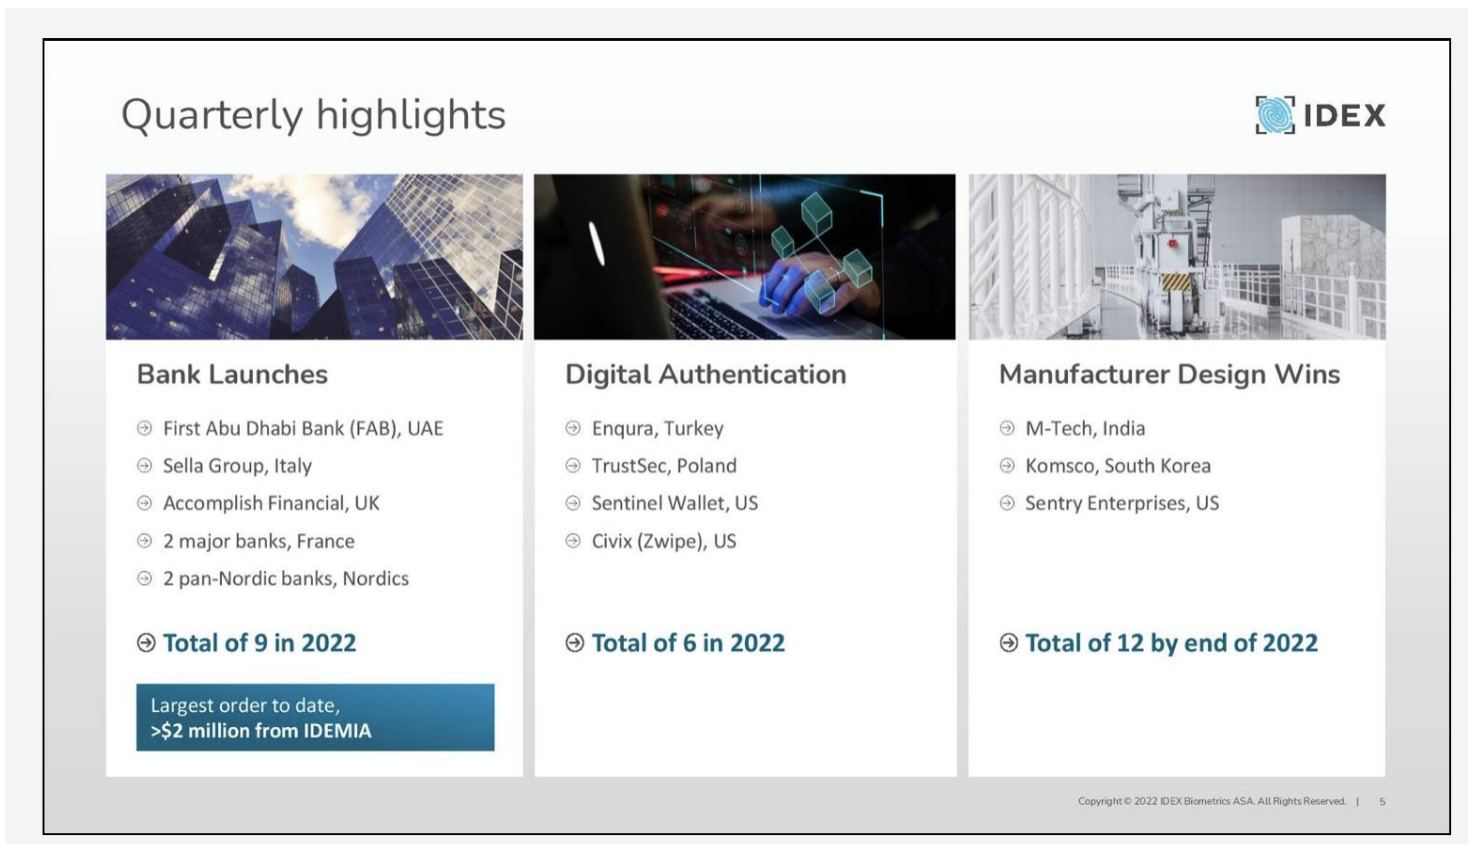 Quarterly highlights
IDEX
Bank Launches
First Abu Dhabi Bank (FAB), UAE
Sella Group, Italy
Accomplish Financial, UK
2 major banks, France
2 pan-Nordic banks, Nordics
Total of 9 in 2022
Largest order to date,
>$2 million from IDEMIA
Digital Authentication
Enqura, Turkey
TrustSec, Poland
Sentinel Wallet, US
Civix (Zwipe), US
Total of 6 in 2022
Manufacturer Design Wins
M-Tech, India
Komsco, South Korea
Sentry Enterprises, US
Total of 12 by end of 2022
Copyright © 2022 IDEX Biometrics ASA. All Rights Reserved. | 5